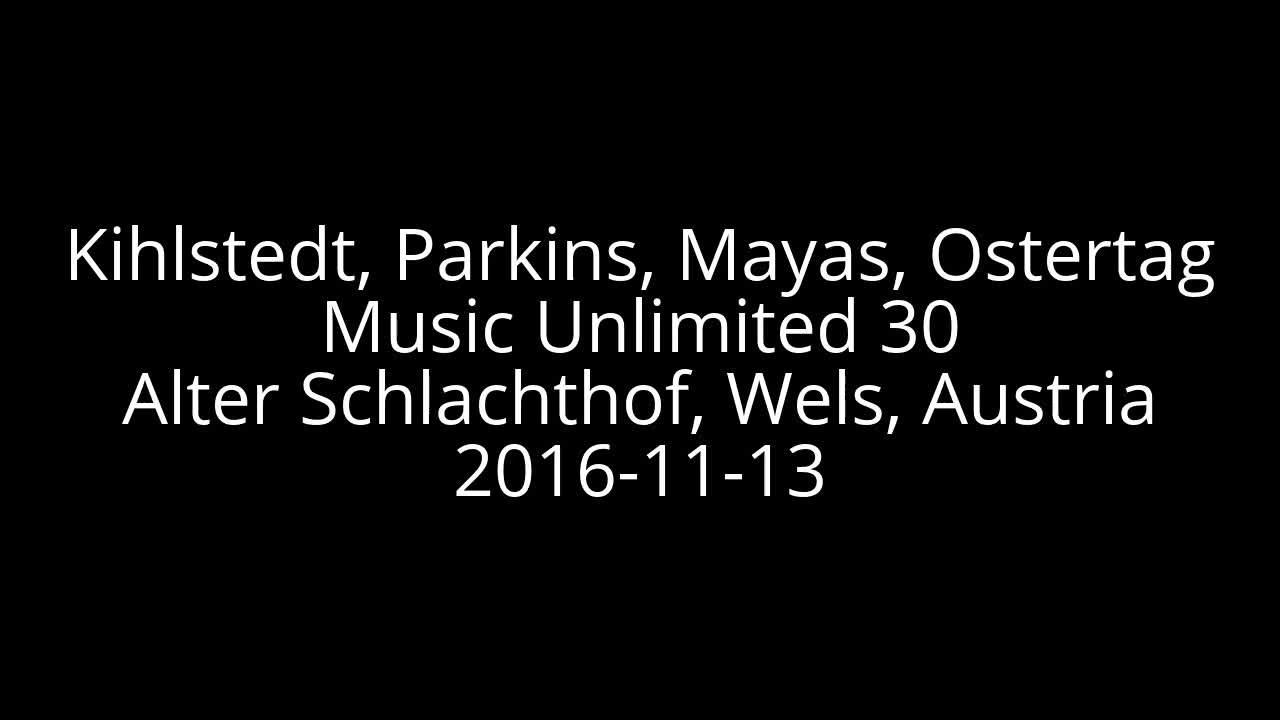 Kihlstedt, Parkins, Mayas, Ostertag
Music Unlimited 30
Alter Schlachthof, Wels, Austria
2016-11-13